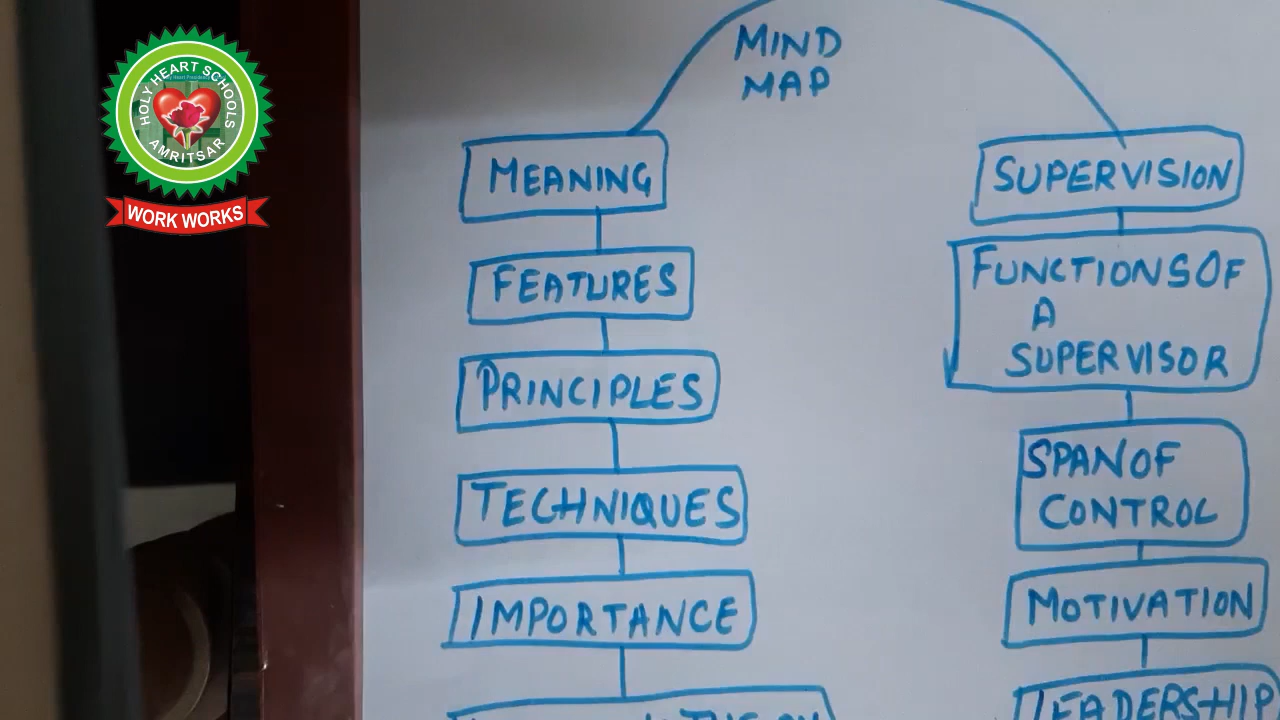 HOLY HEART SCHOOLS
AMRITSAR
WORK WORKS
MIND
MAP
MEANING
FEATURES
PRINCIPLES
TECHNIQUES
IMPORTANCE
SUPERVISION
FUNCTIONS OF
A
SUPERVISOR
SPAN OF
CONTROL
MOTIVATION
LEADERSHIP